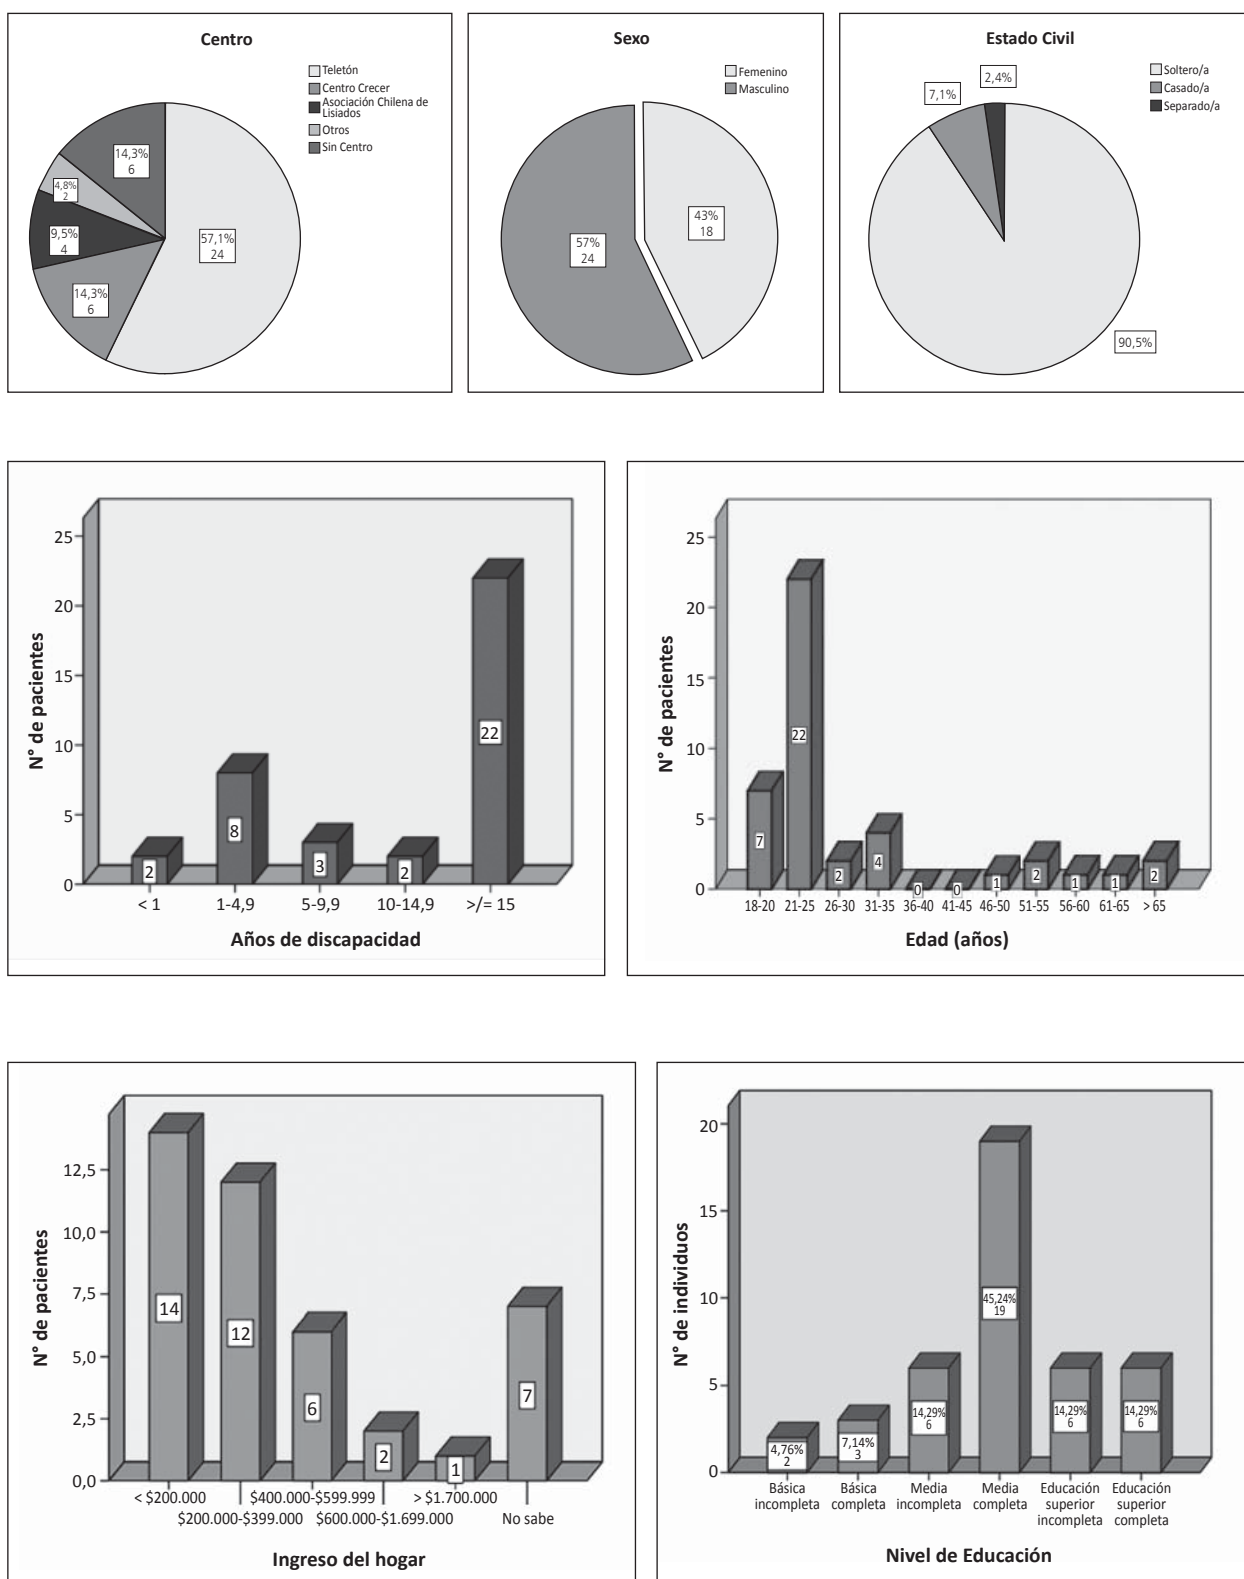 Centro
Teletón
Centro Crecer
Asociación Chilena de
Lisiados
Otros
Sin Centro
14,3%
6
4,8%
2
9,5%
4
14,3%
6
57,1%
24
Sexo
Femenino
Masculino
57%
24
43%
18
Estado Civil
Soltero/a
Casado/a
Separado/a
2,4%
7,1%
90,5%
N° de pacientes
25
20
15
10
5
0
2
8
3
2
22
< 1
1-4,9
5-9,9
10-14,9
>/= 15
Años de discapacidad
N° de pacientes
25
20
15
10
5
0
7
22
2
4
0
0
1
2
1
1
2
18-20
21-25
26-30
31-35
36-40
41-45
46-50
51-55
56-60
61-65
> 65
Edad (años)
N° de pacientes
12,5
10,0
7,5
5,0
2,5
0,0
14
12
6
2
1
7
< $200.000
$200.000-$399.000
$400.000-$599.999
$600.000-$1.699.000
> $1.700.000
No sabe
Ingreso del hogar
N° de individuos
20
15
10
5
0
4,76%
2
7,14%
3
14,29%
6
45,24%
19
14,29%
6
14,29%
6
Básica
incompleta
Básica
completa
Media
incompleta
Media
completa
Educación
superior
incompleta
Educación
superior
completa
Nivel de Educación